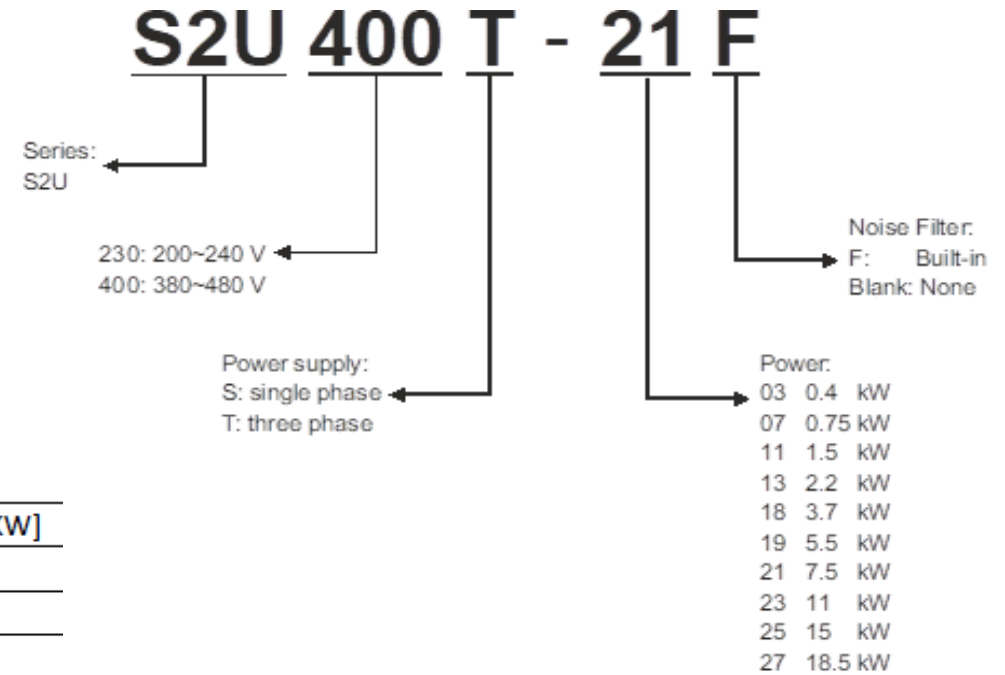 S2U 400 T - 21 F
Series:
S2U
230: 200~240 V
400: 380~480 V
Power supply:
S: single phase
T: three phase
Noise Filter:
F: Built-in
Blank: None
Power:
03 0.4 kW
07 0.75 kW
11 1.5 kW
13 2.2 kW
18 3.7 kW
19 5.5 kW
21 7.5 kW
23 11 kW
25 15 kW
27 18.5 kW